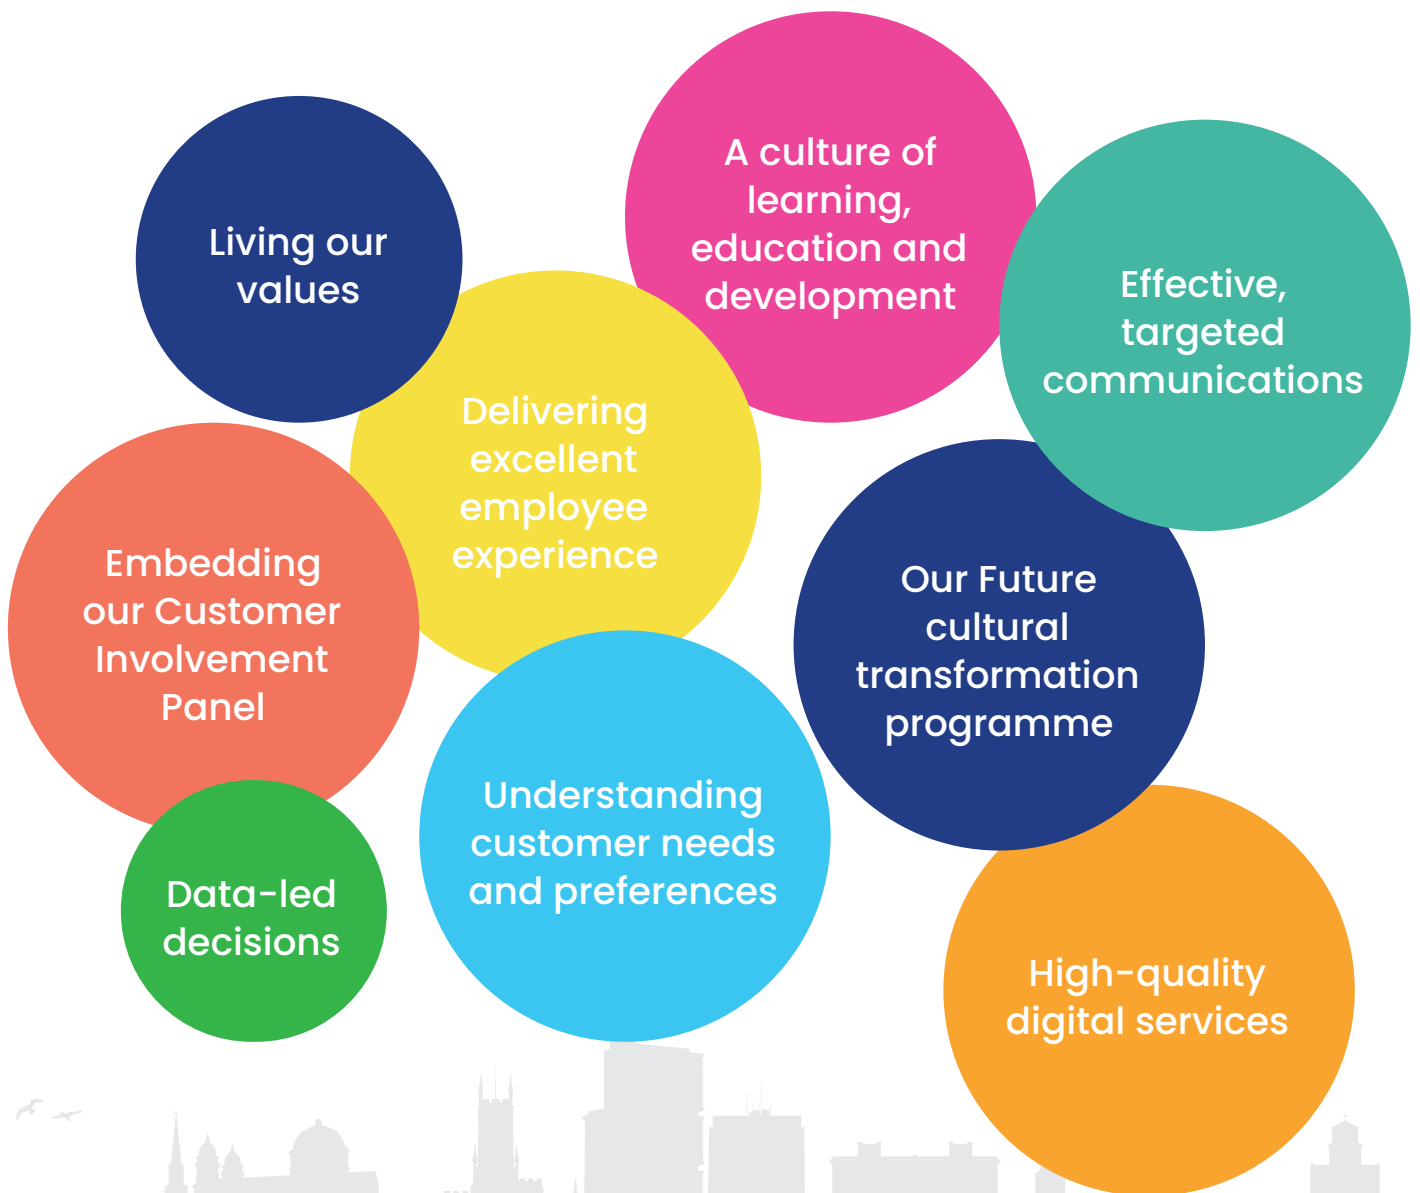 A culture of
learning,
education and
development
Living our
values
Effective,
targeted
communications
Delivering
excellent
employee
experience
Embedding
our Customer
Involvement
Panel
Our Future
cultural
transformation
programme
Understanding
customer needs
and preferences
Data-led
decisions
High-quality
digital services